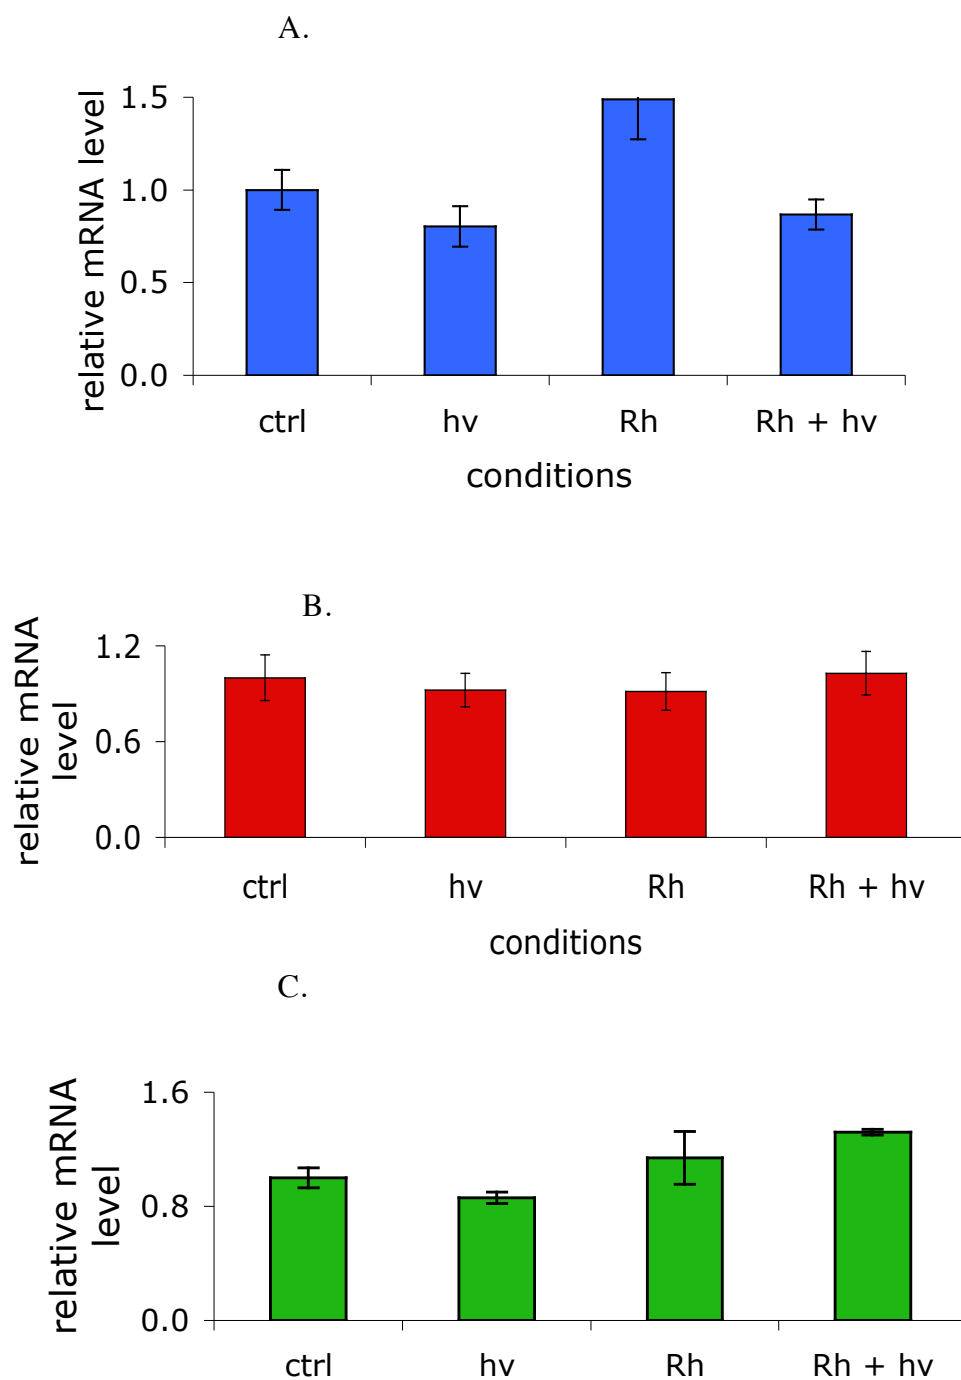 A.
relative mRNA level
1.5
1.0
0.5
0.0
ctrl hv Rh Rh + hv
conditions
B.
relative mRNA
level
1.2
0.6
0.0
ctrl hv Rh Rh + hv
conditions
C.
relative mRNA
level
1.6
0.8
0.0
ctrl hv Rh Rh + hv